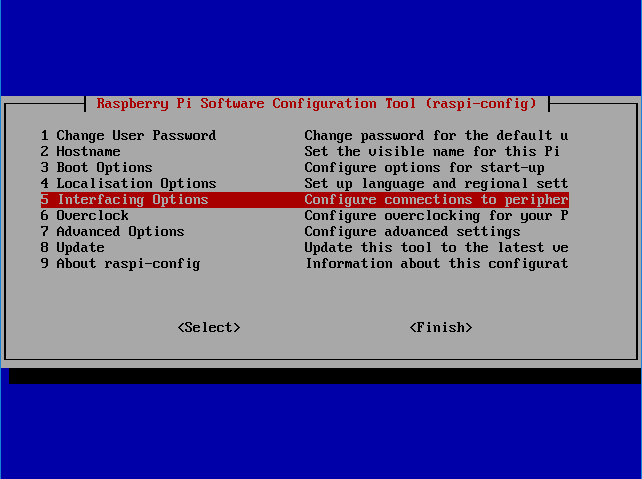 Raspberry Pi Software Configuration Tool (raspi-config)
1 Change User Password Change password for the default u
2 Hostname Set the visible name for this Pi
3 Boot Options Configure options for start-up
4 Localisation Options Set up language and regional sett
5 Interfacing Options Configure connections to peripher
6 Overclock Configure overclocking for your P
7 Advanced Options Configure advanced settings
8 Update Update this tool to the latest ve
9 About raspi-config Information about this configurat
<Select> <Finish>